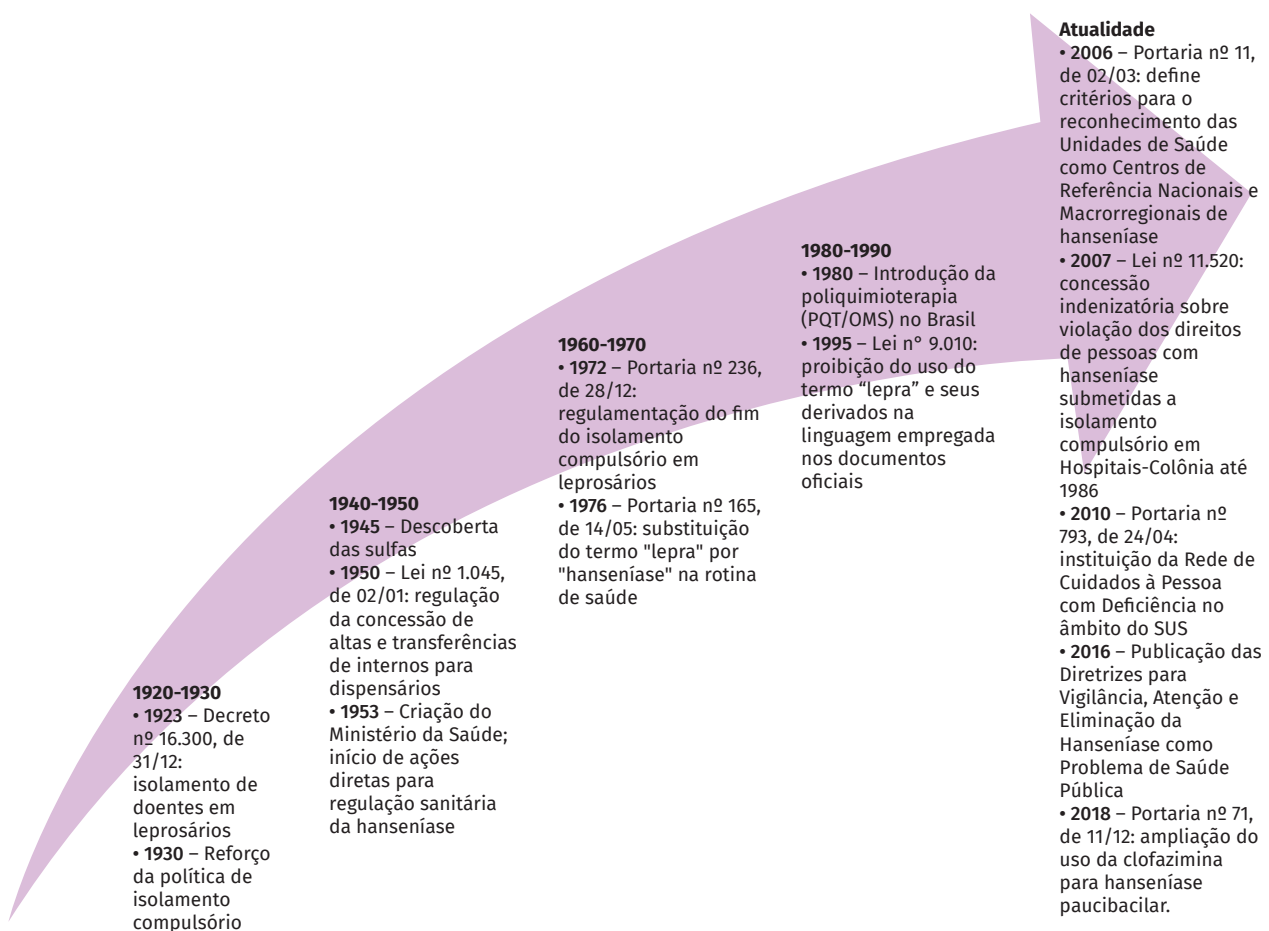 1920-1930
• 1923 – Decreto
nº 16.300, de
31/12:
isolamento de
doentes em
leprosários
• 1930 – Reforço
da política de
isolamento
compulsório
1940-1950
• 1945 – Descoberta
das sulfas
• 1950 – Lei nº 1.045,
de 02/01: regulação
da concessão de
altas e transferências
de internos para
dispensários
• 1953 – Criação do
Ministério da Saúde;
início de ações
diretas para
regulação sanitária
da hanseníase
1960-1970
• 1972 – Portaria nº 236,
de 28/12:
regulamentação do fim
do isolamento
compulsório em
leprosários
• 1976 – Portaria nº 165,
de 14/05: substituição
do termo "lepra" por
"hanseníase" na rotina
de saúde
1980-1990
• 1980 – Introdução da
poliquimioterapia
(PQT/OMS) no Brasil
• 1995 – Lei n° 9.010:
proibição do uso do
termo “lepra” e seus
derivados na
linguagem empregada
nos documentos
oficiais
Atualidade
• 2006 – Portaria nº 11,
de 02/03: define
critérios para o
reconhecimento das
Unidades de Saúde
como Centros de
Referência Nacionais e
Macrorregionais de
hanseníase
• 2007 – Lei nº 11.520:
concessão
indenizatória sobre
violação dos direitos
de pessoas com
hanseníase
submetidas a
isolamento
compulsório em
Hospitais-Colônia até
1986
• 2010 – Portaria nº
793, de 24/04:
instituição da Rede de
Cuidados à Pessoa
com Deficiência no
âmbito do SUS
• 2016 – Publicação das
Diretrizes para
Vigilância, Atenção e
Eliminação da
Hanseníase como
Problema de Saúde
Pública
• 2018 – Portaria nº 71,
de 11/12: ampliação do
uso da clofazimina
para hanseníase
paucibacilar.